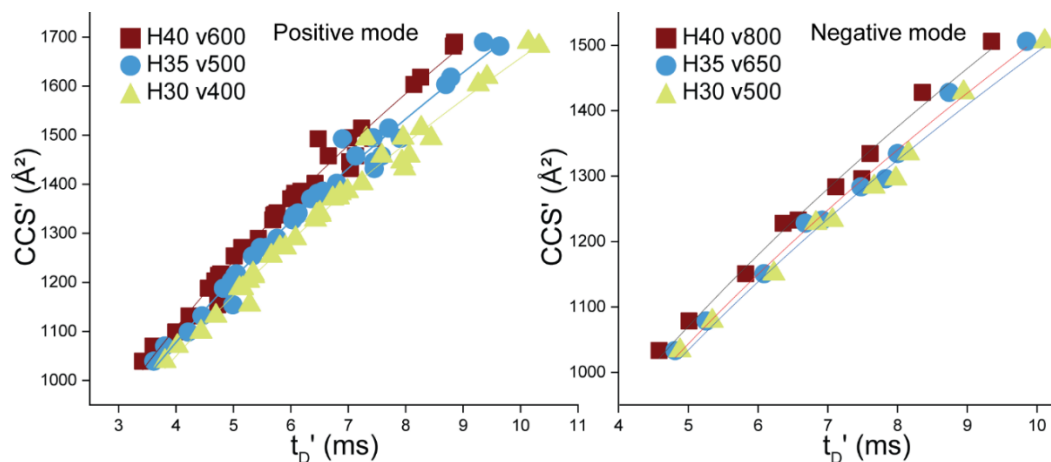 Positive mode
H40 v600
H35 v500
H30 v400
CCS' (Å²)
1700
1600
1500
1400
1300
1200
1100
1000
3 4 5 6 7 8 9 10 11
t_D' (ms)
Negative mode
H40 v800
H35 v650
H30 v500
CCS' (Å²)
1500
1400
1300
1200
1100
1000
4 5 6 7 8 9 10
t_D' (ms)